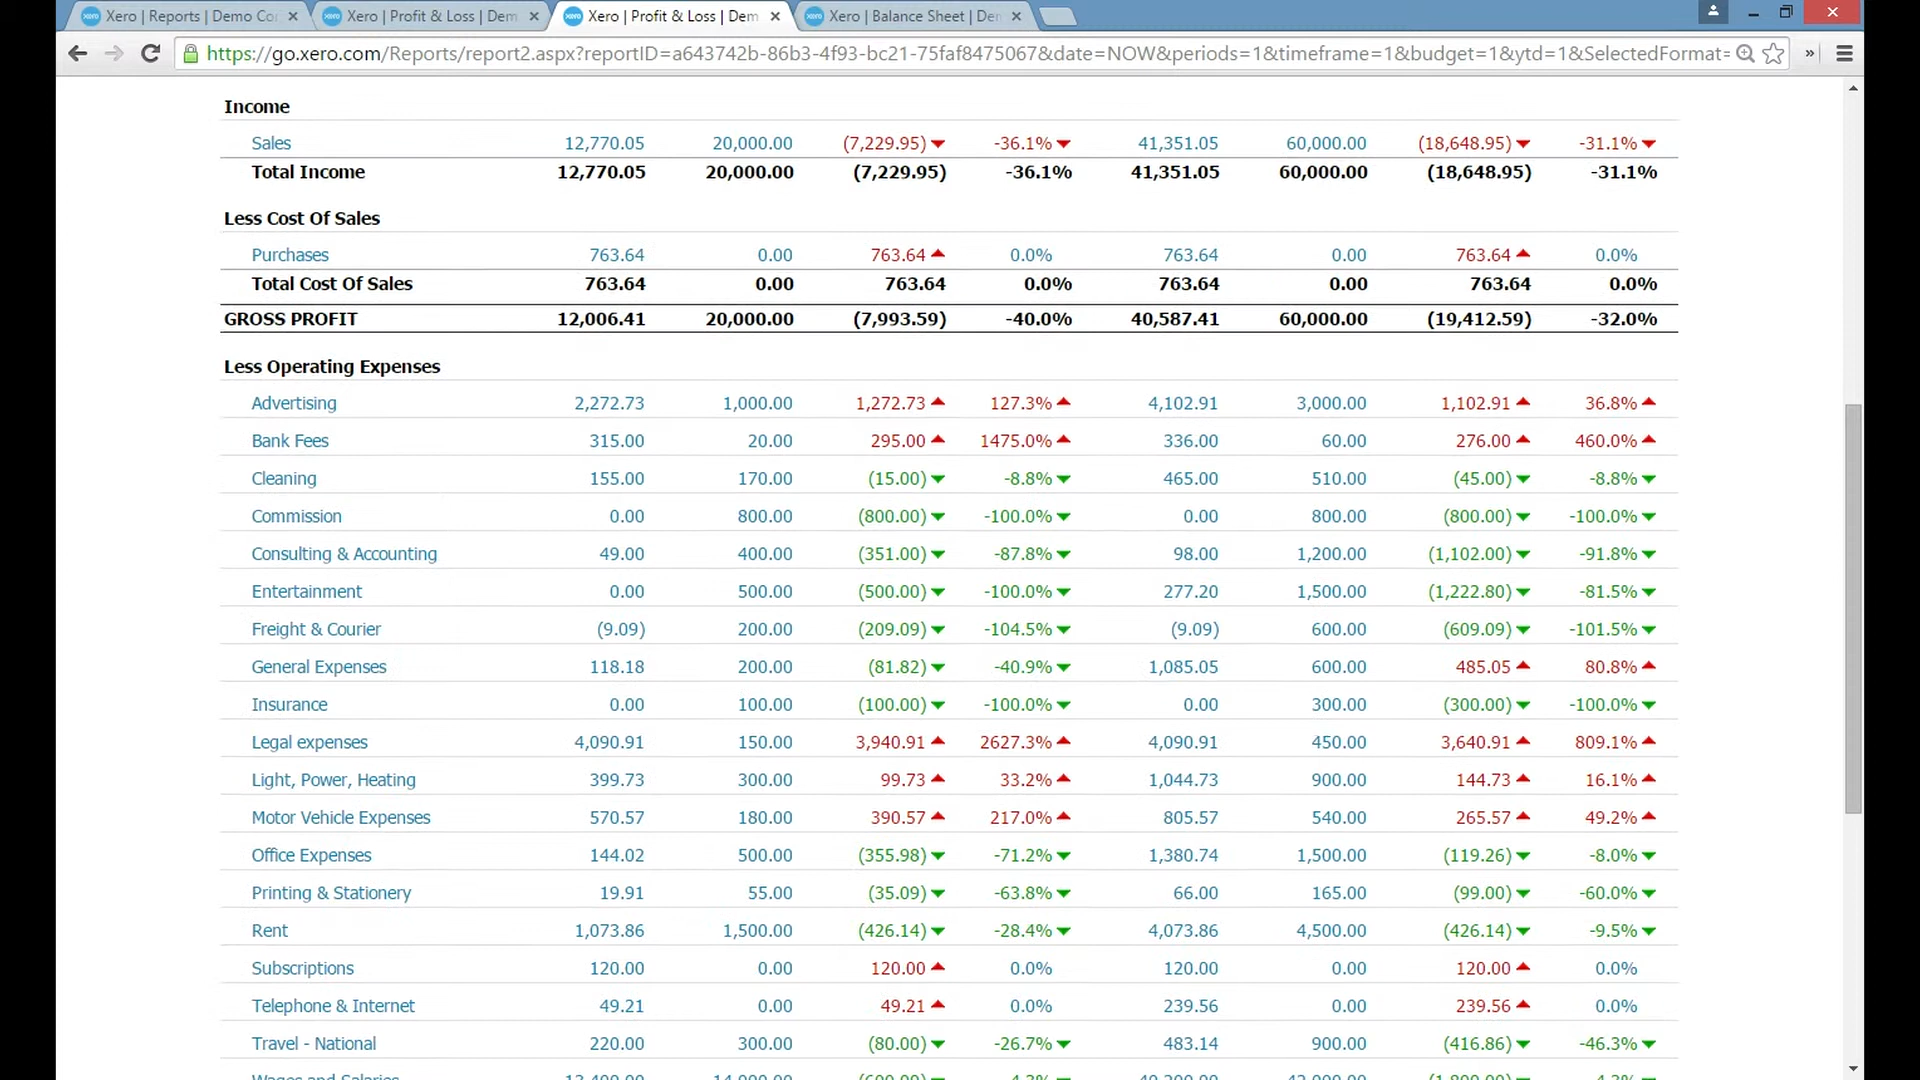 Xero | Reports | Demo Co
Xero | Profit & Loss | Dem
Xero | Profit & Loss | Dem
Xero | Balance Sheet | Dem
https://go.xero.com/Reports/report2.aspx?reportID=a643742b-86b3-4f93-bc21-75faf8475067&date=NOW&periods=1&timeframe=1&budget=1&ytd=1&SelectedFormat=
Income
Sales 12,770.05 20,000.00 (7,229.95) -36.1% 41,351.05 60,000.00 (18,648.95) -31.1%
Total Income 12,770.05 20,000.00 (7,229.95) -36.1% 41,351.05 60,000.00 (18,648.95) -31.1%
Less Cost Of Sales
Purchases 763.64 0.00 763.64 0.0% 763.64 0.00 763.64 0.0%
Total Cost Of Sales 763.64 0.00 763.64 0.0% 763.64 0.00 763.64 0.0%
GROSS PROFIT 12,006.41 20,000.00 (7,993.59) -40.0% 40,587.41 60,000.00 (19,412.59) -32.0%
Less Operating Expenses
Advertising 2,272.73 1,000.00 1,272.73 127.3% 4,102.91 3,000.00 1,102.91 36.8%
Bank Fees 315.00 20.00 295.00 1475.0% 336.00 60.00 276.00 460.0%
Cleaning 155.00 170.00 (15.00) -8.8% 465.00 510.00 (45.00) -8.8%
Commission 0.00 800.00 (800.00) -100.0% 0.00 800.00 (800.00) -100.0%
Consulting & Accounting 49.00 400.00 (351.00) -87.8% 98.00 1,200.00 (1,102.00) -91.8%
Entertainment 0.00 500.00 (500.00) -100.0% 277.20 1,500.00 (1,222.80) -81.5%
Freight & Courier (9.09) 200.00 (209.09) -104.5% (9.09) 600.00 (609.09) -101.5%
General Expenses 118.18 200.00 (81.82) -40.9% 1,085.05 600.00 485.05 80.8%
Insurance 0.00 100.00 (100.00) -100.0% 0.00 300.00 (300.00) -100.0%
Legal expenses 4,090.91 150.00 3,940.91 2627.3% 4,090.91 450.00 3,640.91 809.1%
Light, Power, Heating 399.73 300.00 99.73 33.2% 1,044.73 900.00 144.73 16.1%
Motor Vehicle Expenses 570.57 180.00 390.57 217.0% 805.57 540.00 265.57 49.2%
Office Expenses 144.02 500.00 (355.98) -71.2% 1,380.74 1,500.00 (119.26) -8.0%
Printing & Stationery 19.91 55.00 (35.09) -63.8% 66.00 165.00 (99.00) -60.0%
Rent 1,073.86 1,500.00 (426.14) -28.4% 4,073.86 4,500.00 (426.14) -9.5%
Subscriptions 120.00 0.00 120.00 0.0% 120.00 0.00 120.00 0.0%
Telephone & Internet 49.21 0.00 49.21 0.0% 239.56 0.00 239.56 0.0%
Travel - National 220.00 300.00 (80.00) -26.7% 483.14 900.00 (416.86) -46.3%
Wages and Salaries